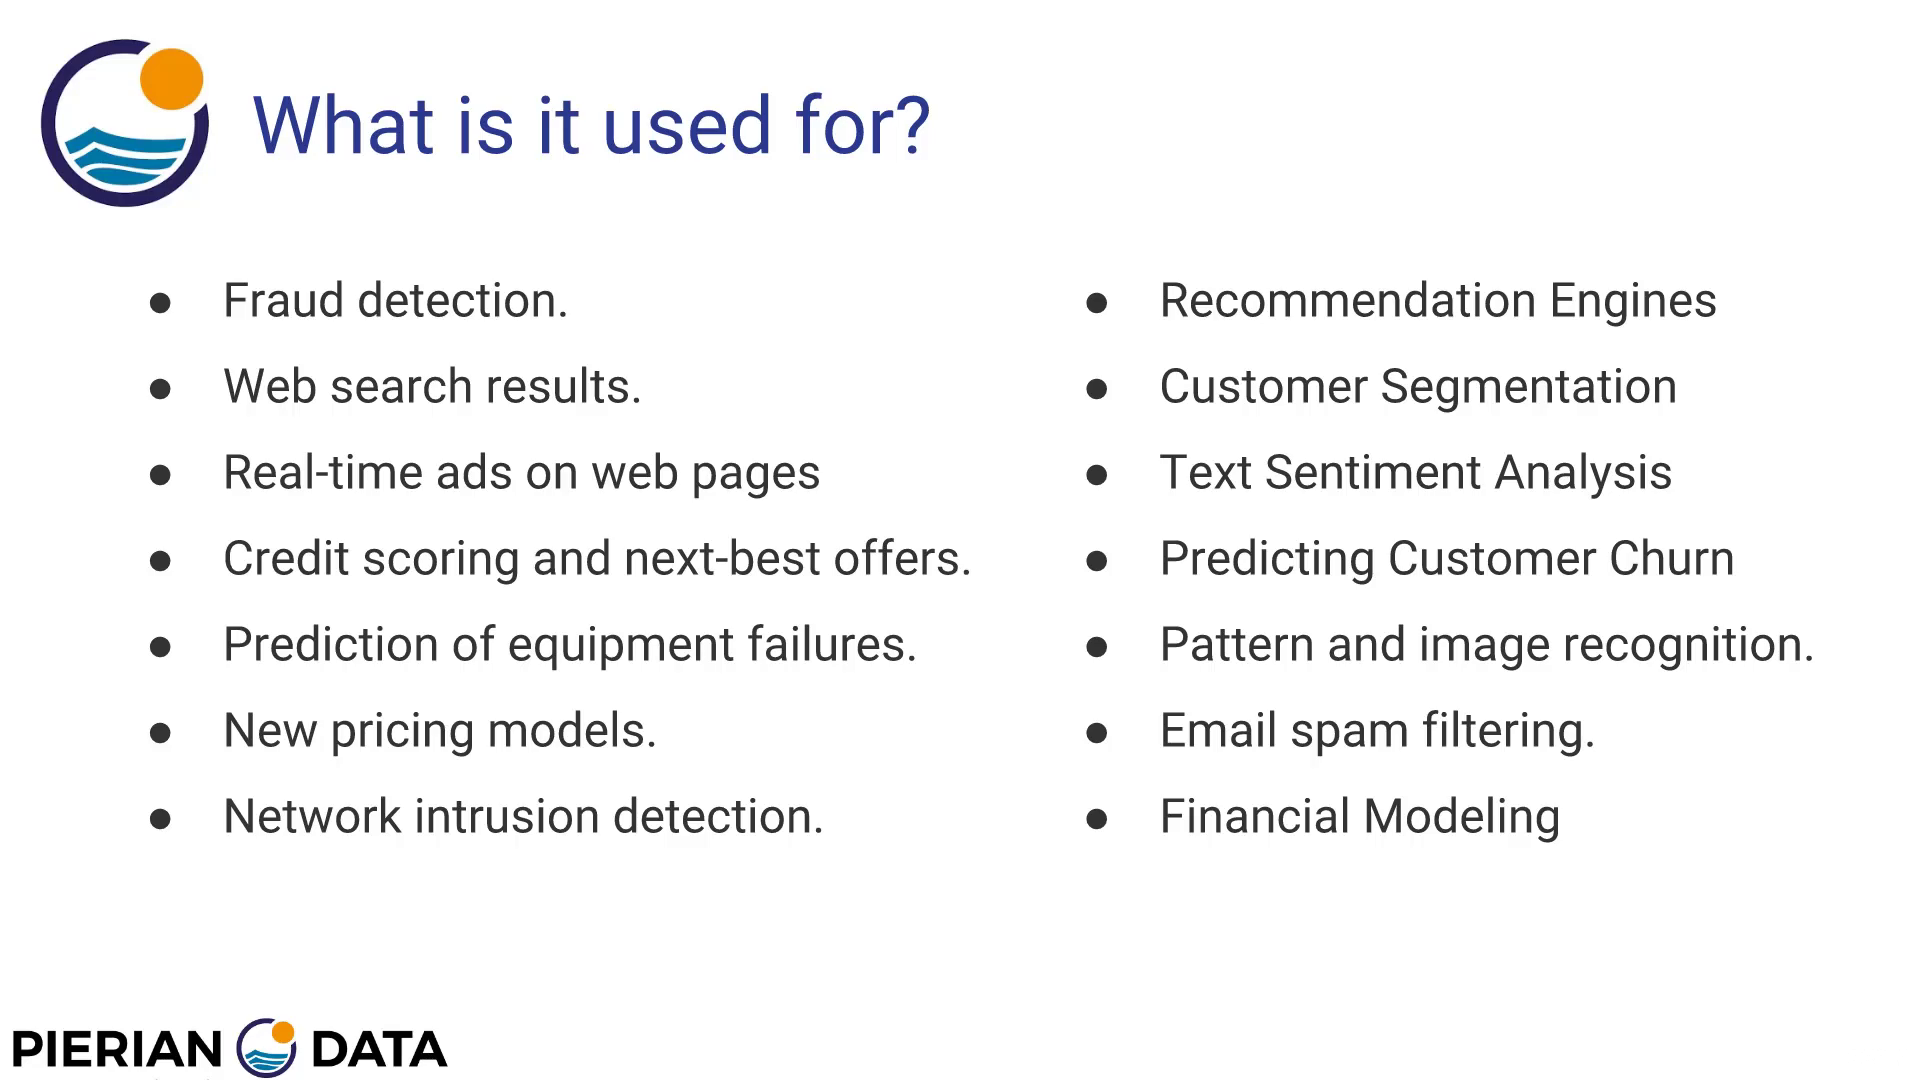 What is it used for?
● Fraud detection.
● Web search results.
● Real-time ads on web pages
● Credit scoring and next-best offers.
● Prediction of equipment failures.
● New pricing models.
● Network intrusion detection.
● Recommendation Engines
● Customer Segmentation
● Text Sentiment Analysis
● Predicting Customer Churn
● Pattern and image recognition.
● Email spam filtering.
● Financial Modeling
PIERIAN DATA